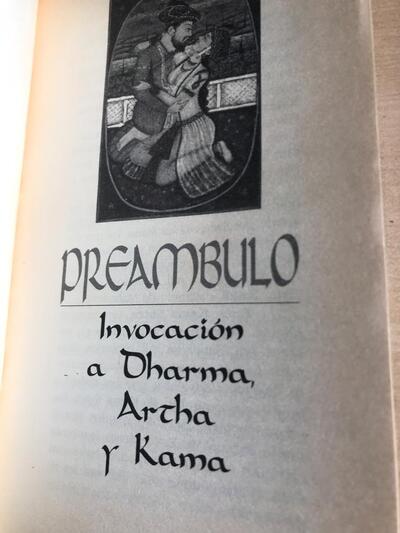 PREAMBULO
Invocación
a Dharma,
Artha
y Kama